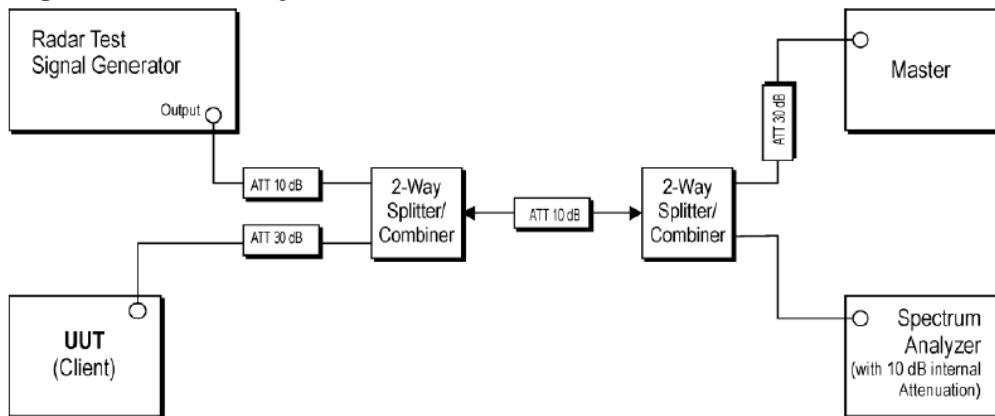 Radar Test
Signal Generator
Output
Master
ATT 30 dB
ATT 10 dB
2-Way
Splitter/
Combiner
ATT 10 dB
2-Way
Splitter/
Combiner
ATT 30 dB
UUT
(Client)
Spectrum
Analyzer
(with 10 dB internal
Attenuation)